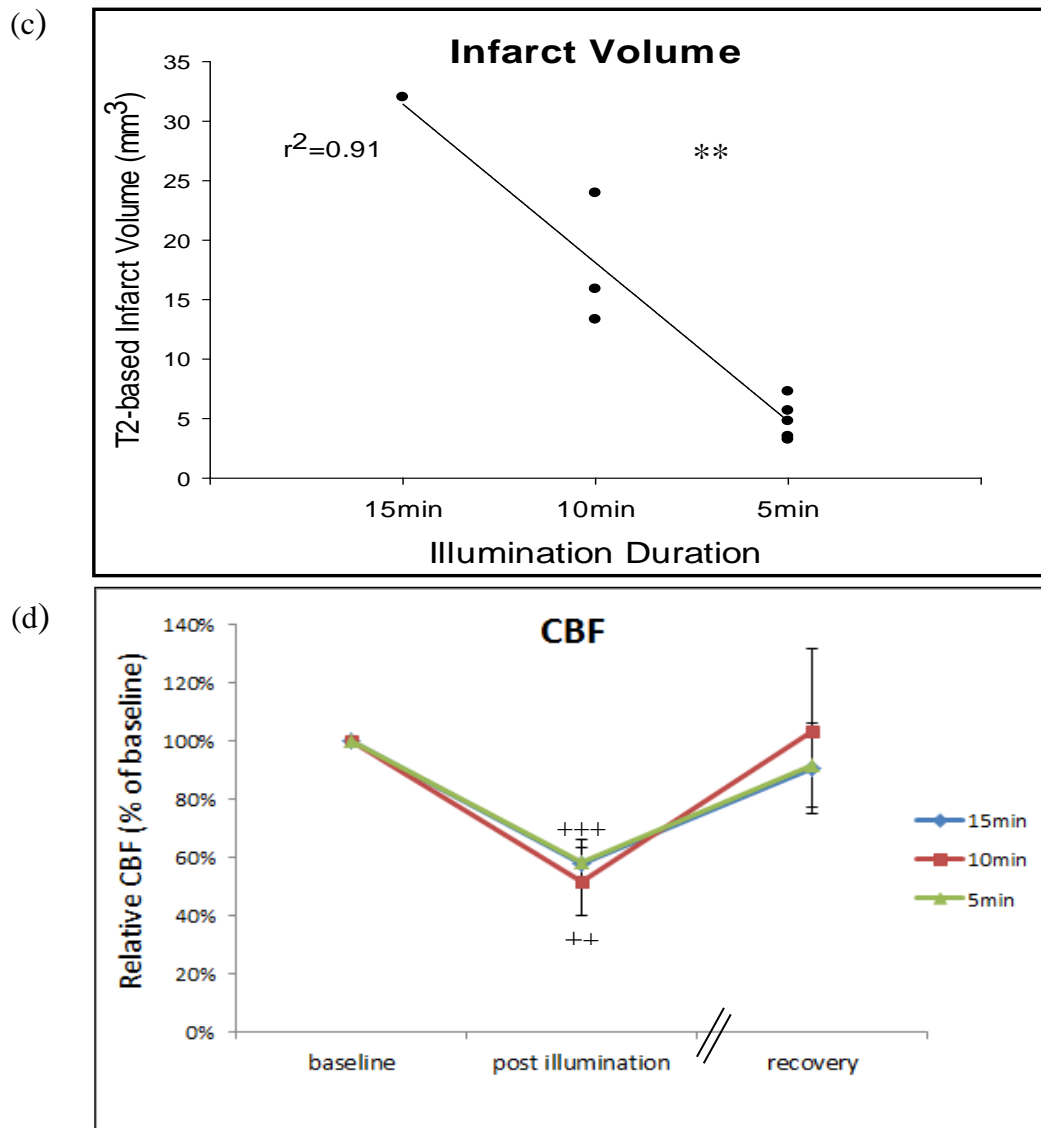 (c)
Infarct Volume
T2-based Infarct Volume (mm³)
35
30
25
20
15
10
5
0
r²=0.91
**
15min 10min 5min
Illumination Duration
(d)
CBF
Relative CBF (% of baseline)
140%
120%
100%
80%
60%
40%
20%
0%
+++
++
baseline post illumination // recovery
15min
10min
5min